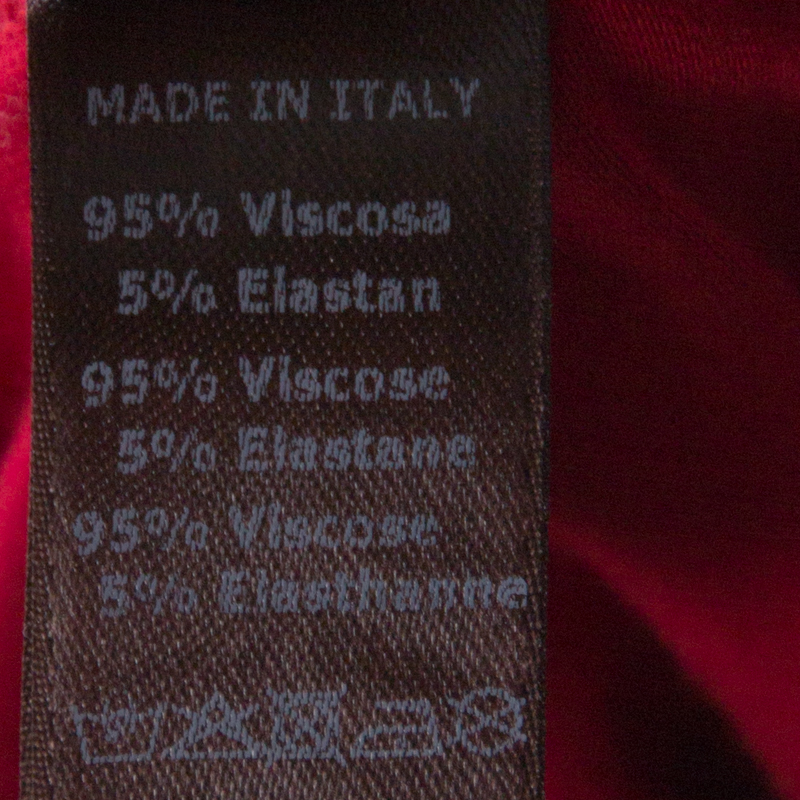 MADE IN ITALY
95% Viscosa
5% Elastan
95% Viscose
5% Elastane
95% Viscose
5% Elasthanne